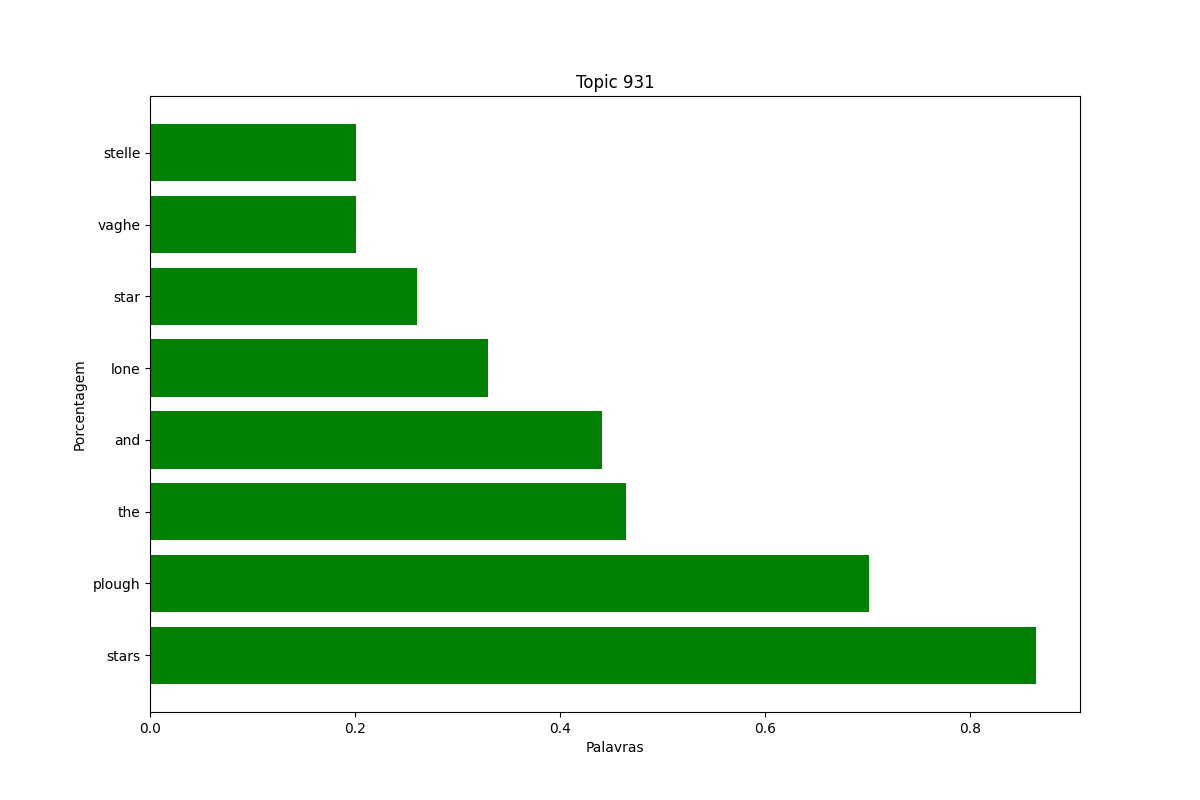 Topic 931
stelle
vaghe
star
lone
and
the
plough
stars
Porcentagem
0.0 0.2 0.4 0.6 0.8
Palavras